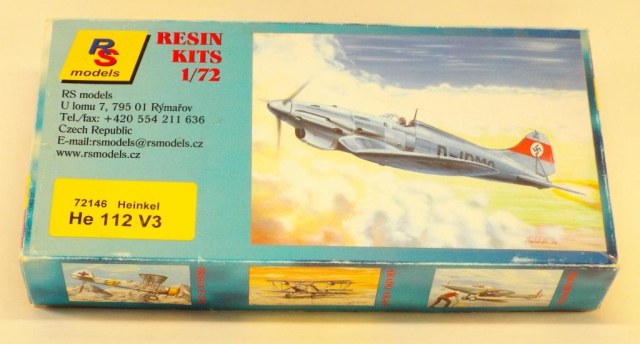 RS
models
RESIN
KITS
1/72
RS models
U lomu 7, 795 01 Rýmařov
Tel./fax: +420 554 211 636
Czech Republic
E-mail:rsmodels@rsmodels.cz
www.rsmodels.cz
72146 Heinkel
He 112 V3